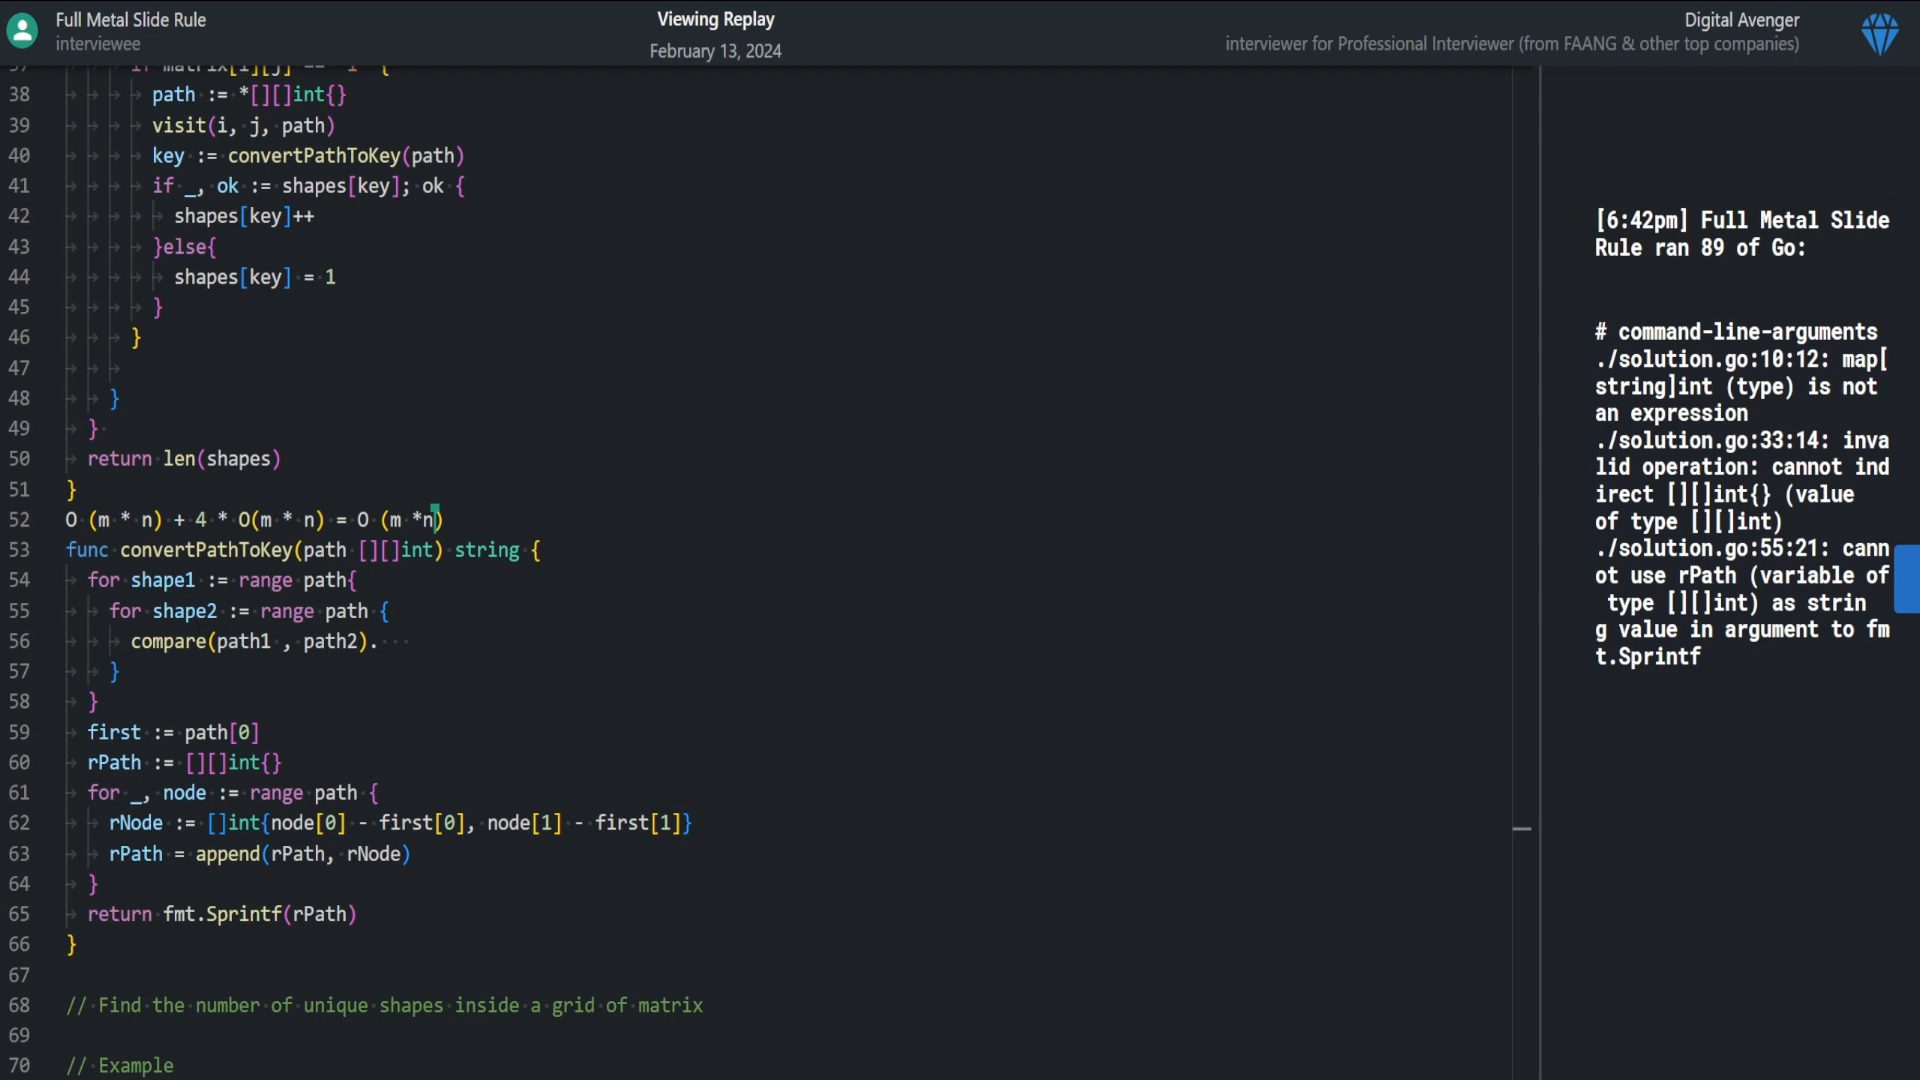 Full Metal Slide Rule
interviewee
Viewing Replay
February 13, 2024
Digital Avenger
interviewer for Professional Interviewer (from FAANG & other top companies)
37 if matrix[i][j] == 1 {
38 path := *[][]int{}
39 visit(i, j, path)
40 key := convertPathToKey(path)
41 if _, ok := shapes[key]; ok {
42 shapes[key]++
43 }else{
44 shapes[key] = 1
45 }
46 }
47
48 }
49 }
50 return len(shapes)
51 }
52 O (m * n) + 4 * O(m * n) = O (m *n)
53 func convertPathToKey(path [][]int) string {
54 for shape1 := range path{
55 for shape2 := range path {
56 compare(path1 , path2).
57 }
58 }
59 first := path[0]
60 rPath := [][]int{}
61 for _, node := range path {
62 rNode := []int{node[0] - first[0], node[1] - first[1]}
63 rPath = append(rPath, rNode)
64 }
65 return fmt.Sprintf(rPath)
66 }
67
68 // Find the number of unique shapes inside a grid of matrix
69
70 // Example
[6:42pm] Full Metal Slide
Rule ran 89 of Go:
# command-line-arguments
./solution.go:10:12: map[
string]int (type) is not
an expression
./solution.go:33:14: inva
lid operation: cannot ind
irect [][]int{} (value
of type [][]int)
./solution.go:55:21: cann
ot use rPath (variable of
type [][]int) as strin
g value in argument to fm
t.Sprintf